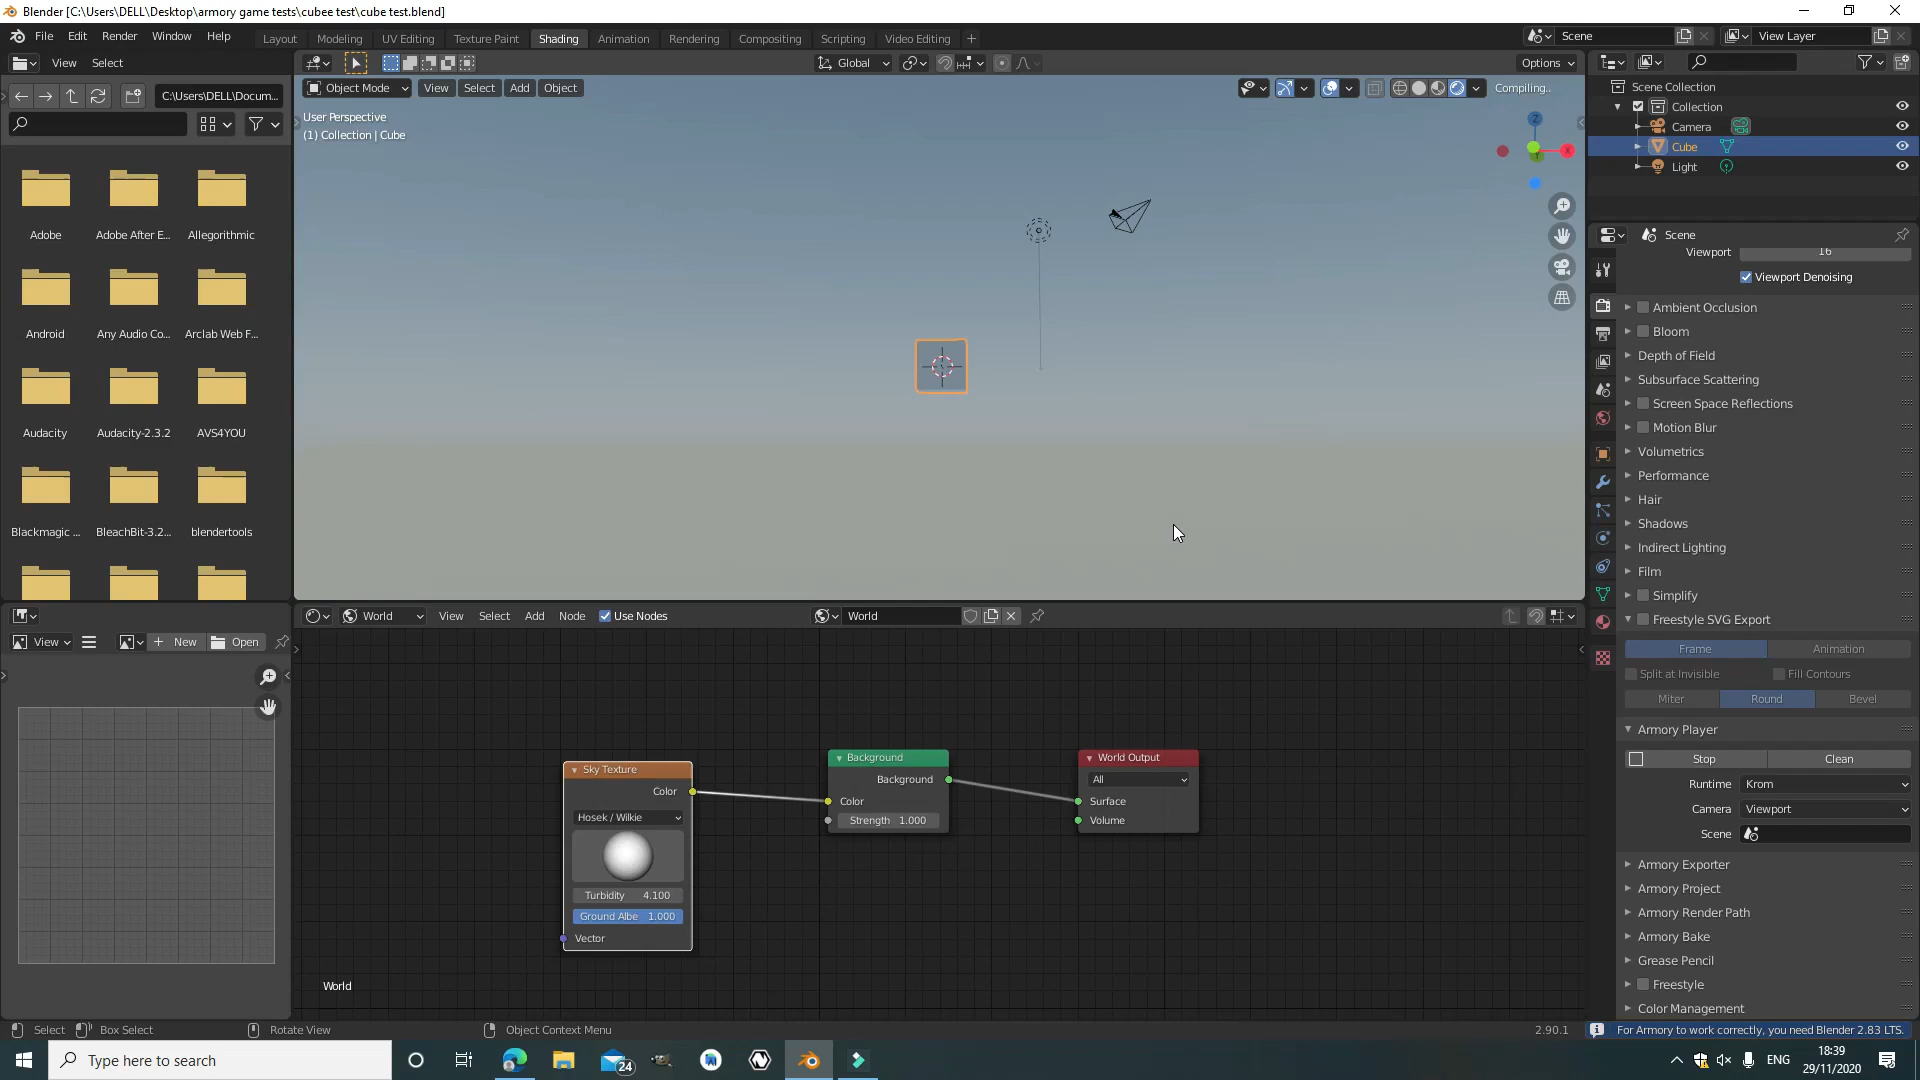 Blender [C:\Users\DELL\Desktop\armory game tests\cubee test\cube test.blend]
File Edit Render Window Help
Layout Modeling UV Editing Texture Paint Shading Animation Rendering Compositing Scripting Video Editing +
Scene
View Layer
View Select
Global
Options
C:\Users\DELL\Docum...
Object Mode View Select Add Object
Compiling..
User Perspective
(1) Collection | Cube
Z
X
Y
Adobe Adobe After E... Allegorithmic
Android Any Audio Co... Arclab Web F...
Audacity Audacity-2.3.2 AVS4YOU
Blackmagic ... BleachBit-3.2... blendertools
Scene Collection
Collection
Camera
Cube
Light
Scene
Viewport 16
Viewport Denoising
Ambient Occlusion
Bloom
Depth of Field
Subsurface Scattering
Screen Space Reflections
Motion Blur
Volumetrics
Performance
Hair
Shadows
Indirect Lighting
Film
Simplify
Freestyle SVG Export
Frame Animation
Split at Invisible Fill Contours
Miter Round Bevel
Armory Player
Stop Clean
Runtime Krom
Camera Viewport
Scene
Armory Exporter
Armory Project
Armory Render Path
Armory Bake
Grease Pencil
Freestyle
Color Management
View + New Open
World View Select Add Node Use Nodes World
Sky Texture
Color
Hosek / Wilkie
Turbidity 4.100
Ground Albe 1.000
Vector
Background
Background
Color
Strength 1.000
World Output
All
Surface
Volume
World
Select Box Select Rotate View Object Context Menu
2.90.1 For Armory to work correctly, you need Blender 2.83 LTS.
Type here to search
24
ENG
18:39
29/11/2020